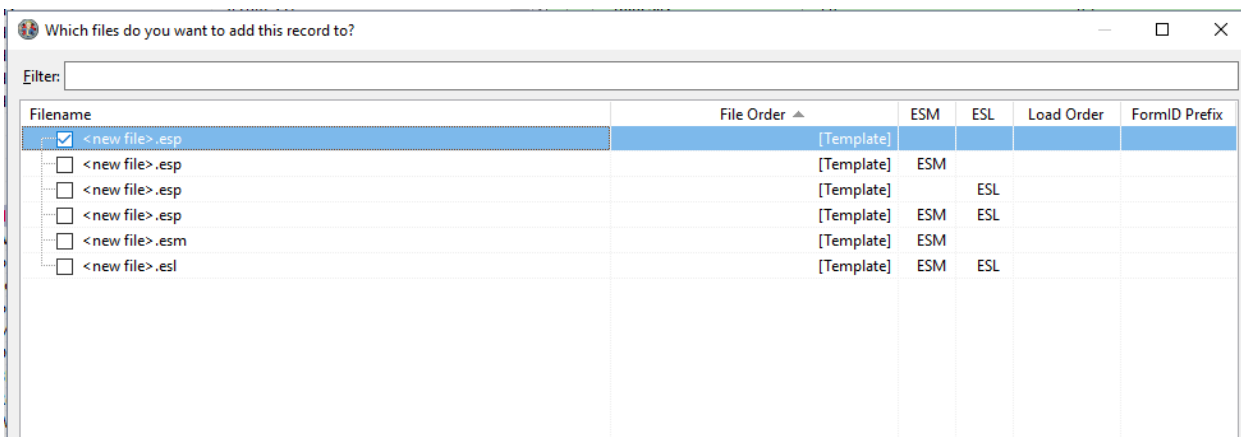 Which files do you want to add this record to?
Filter:
Filename File Order ESM ESL Load Order FormID Prefix
<new file>.esp [Template]
<new file>.esp [Template] ESM
<new file>.esp [Template] ESL
<new file>.esp [Template] ESM ESL
<new file>.esm [Template] ESM
<new file>.esl [Template] ESM ESL